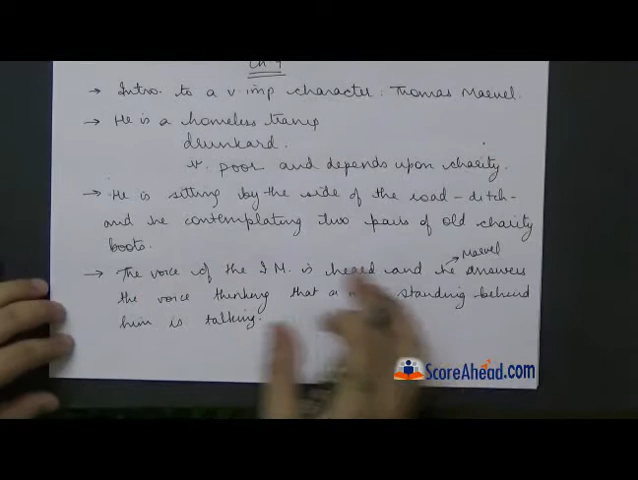 Ch 9
→ Intro. to a v imp character: Thomas Marvel.
→ He is a homeless tramp
drunkard.
v. poor and depends upon charity.
→ He is sitting by the side of the road - ditch -
and is contemplating two pairs of old charity
boots.
→ The voice of the I M. is heard and he → Marvel answers
the voice thinking that a standing behind
him is talking.
ScoreAhead.com